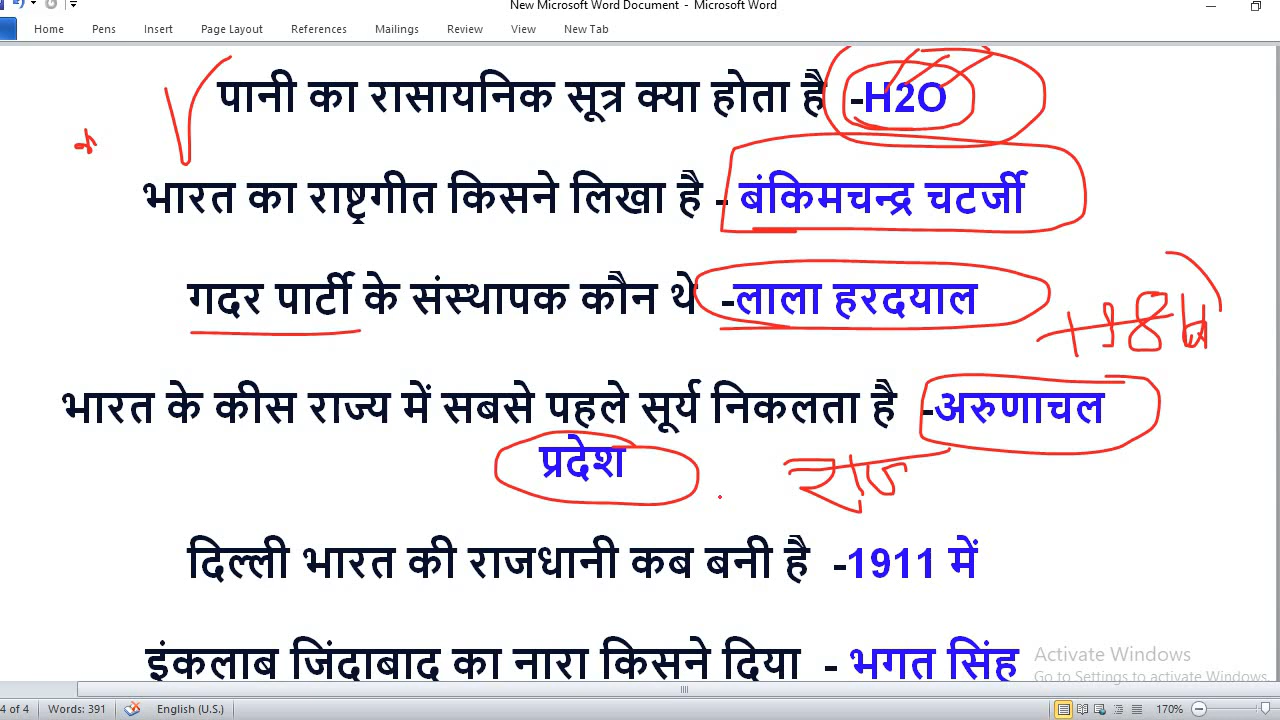 New Microsoft Word Document - Microsoft Word
Home Pens Insert Page Layout References Mailings Review View New Tab
पानी का रासायनिक सूत्र क्या होता है -H2O
भारत का राष्ट्रगीत किसने लिखा है - बंकिमचन्द्र चटर्जी
गदर पार्टी के संस्थापक कौन थे -लाला हरदयाल
भारत के कीस राज्य में सबसे पहले सूर्य निकलता है -अरुणाचल
प्रदेश
दिल्ली भारत की राजधानी कब बनी है -1911 में
इंकलाब जिंदाबाद का नारा किसने दिया - भगत सिंह
Activate Windows
Go to Settings to activate Windows.
4 of 4 Words: 391 English (U.S.) 170%